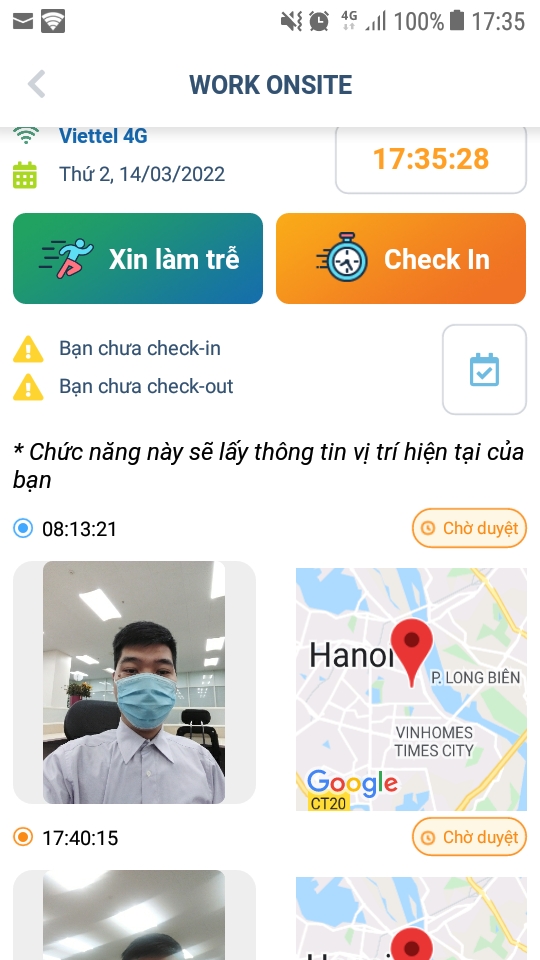 4G 100% 17:35
WORK ONSITE
Viettel 4G
Thứ 2, 14/03/2022
17:35:28
Xin làm trễ
Check In
Bạn chưa check-in
Bạn chưa check-out
* Chức năng này sẽ lấy thông tin vị trí hiện tại của
bạn
08:13:21
Chờ duyệt
Hanoi
P. LONG BIÊN
VINHOMES
TIMES CITY
Google
CT20
17:40:15
Chờ duyệt
Hanoi